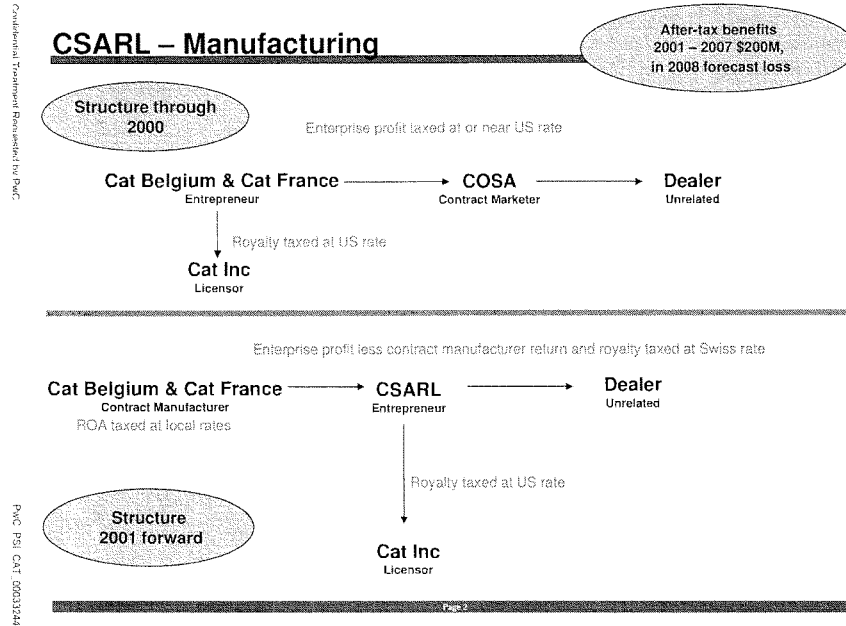 Confidential Treatment Requested by PwC
CSARL – Manufacturing
After-tax benefits
2001 – 2007 $200M,
in 2008 forecast loss
Structure through
2000
Enterprise profit taxed at or near US rate
Cat Belgium & Cat France
Entrepreneur
COSA
Contract Marketer
Dealer
Unrelated
Royalty taxed at US rate
Cat Inc
Licensor
Enterprise profit less contract manufacturer return and royalty taxed at Swiss rate
Cat Belgium & Cat France
Contract Manufacturer
ROA taxed at local rates
CSARL
Entrepreneur
Dealer
Unrelated
Royalty taxed at US rate
Structure
2001 forward
Cat Inc
Licensor
Page 2
PwC_PSI_CAT_00033244